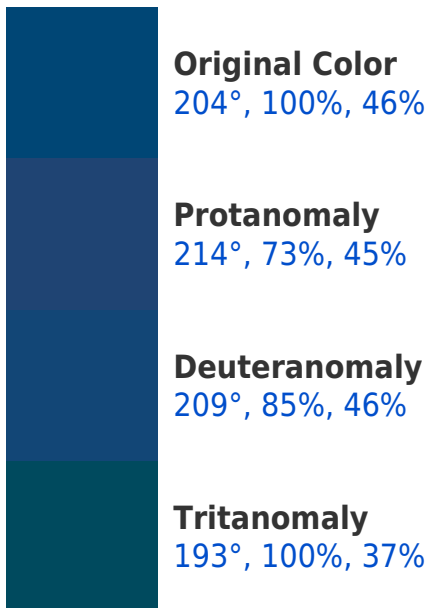 Original Color
204°, 100%, 46%
Protanomaly
214°, 73%, 45%
Deuteranomaly
209°, 85%, 46%
Tritanomaly
193°, 100%, 37%